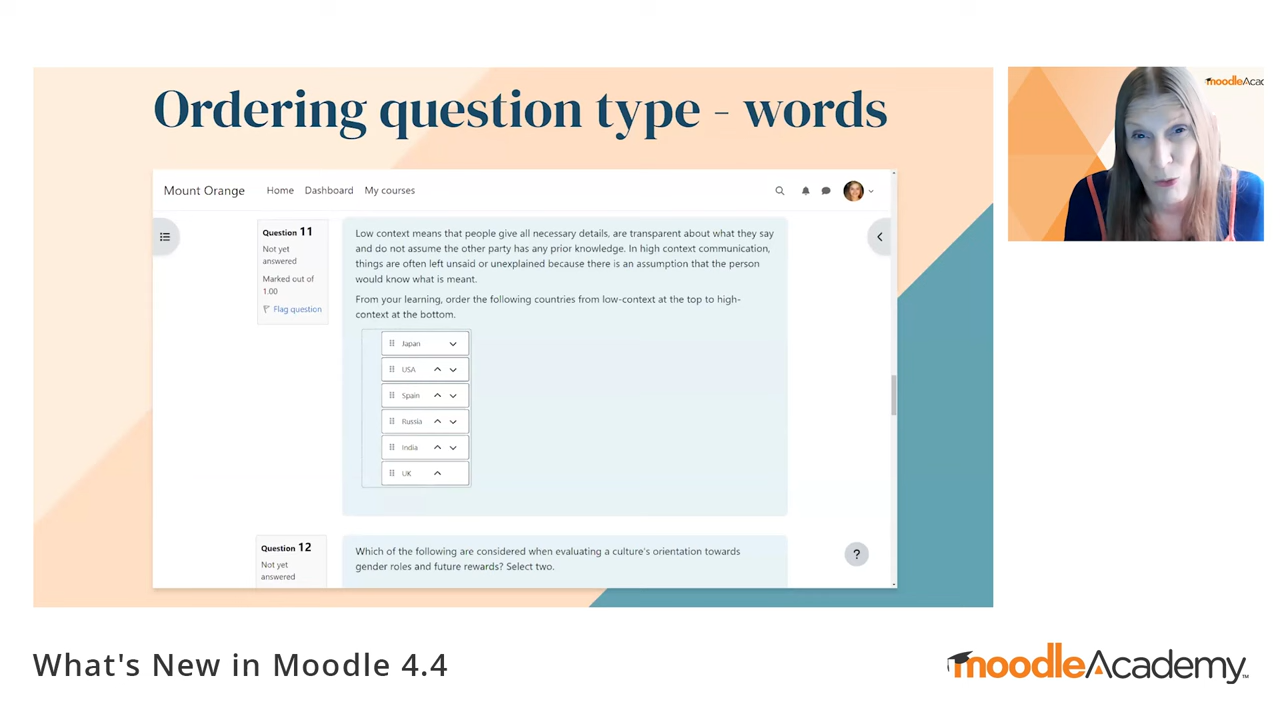 Ordering question type - words
moodleAcad
Mount Orange
Home
Dashboard
My courses
Question 11
Not yet
answered
Marked out of
1.00
Flag question
Low context means that people give all necessary details, are transparent about what they say
and do not assume the other party has any prior knowledge. In high context communication,
things are often left unsaid or unexplained because there is an assumption that the person
would know what is meant.
From your learning, order the following countries from low-context at the top to high-
context at the bottom.
Japan
USA
Spain
Russia
India
UK
Question 12
Not yet
answered
Which of the following are considered when evaluating a culture's orientation towards
gender roles and future rewards? Select two.
?
What's New in Moodle 4.4
moodleAcademy™